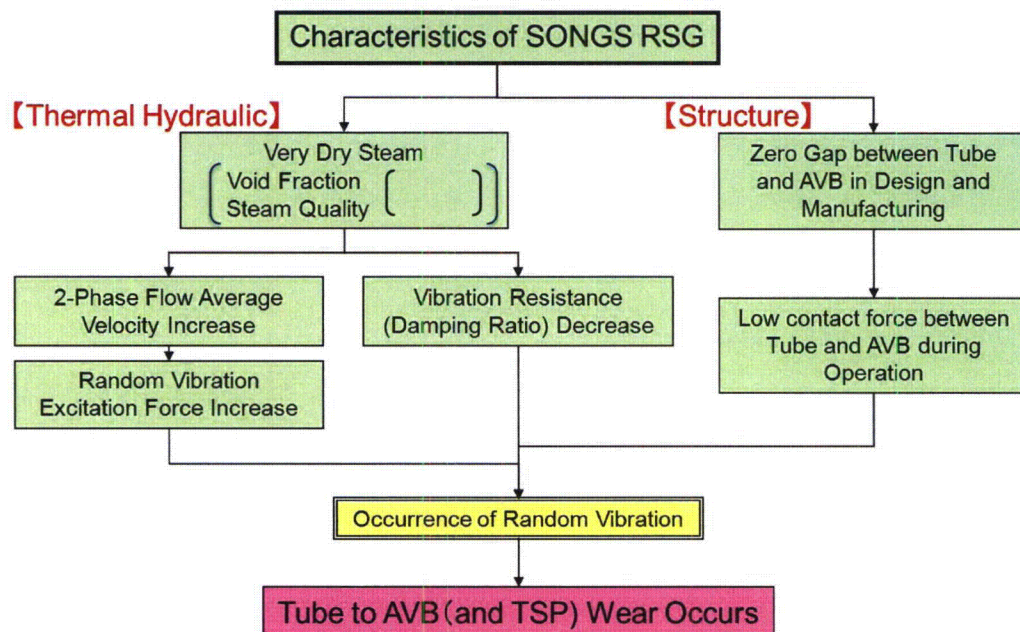 Characteristics of SONGS RSG
【Thermal Hydraulic】
【Structure】
Very Dry Steam
Void Fraction
Steam Quality
Zero Gap between Tube
and AVB in Design and
Manufacturing
2-Phase Flow Average
Velocity Increase
Vibration Resistance
(Damping Ratio) Decrease
Low contact force between
Tube and AVB during
Operation
Random Vibration
Excitation Force Increase
Occurrence of Random Vibration
Tube to AVB(and TSP) Wear Occurs